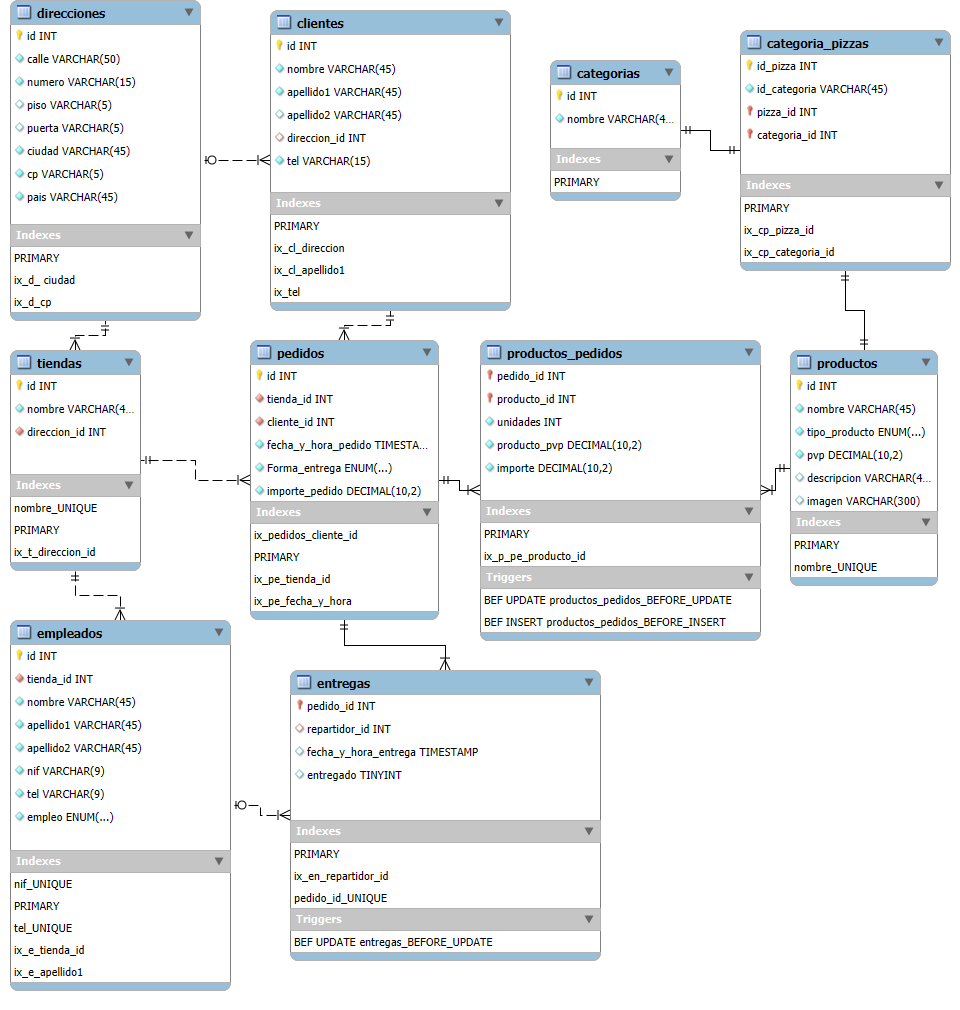 direcciones
id INT
calle VARCHAR(50)
numero VARCHAR(15)
piso VARCHAR(5)
puerta VARCHAR(5)
ciudad VARCHAR(45)
cp VARCHAR(5)
pais VARCHAR(45)
Indexes
PRIMARY
ix_d_ ciudad
ix_d_cp
clientes
id INT
nombre VARCHAR(45)
apellido1 VARCHAR(45)
apellido2 VARCHAR(45)
direccion_id INT
tel VARCHAR(15)
Indexes
PRIMARY
ix_cl_direccion
ix_cl_apellido1
ix_tel
categorias
id INT
nombre VARCHAR(4...
Indexes
PRIMARY
categoria_pizzas
id_pizza INT
id_categoria VARCHAR(45)
pizza_id INT
categoria_id INT
Indexes
PRIMARY
ix_cp_pizza_id
ix_cp_categoria_id
tiendas
id INT
nombre VARCHAR(4...
direccion_id INT
Indexes
nombre_UNIQUE
PRIMARY
ix_t_direccion_id
pedidos
id INT
tienda_id INT
cliente_id INT
fecha_y_hora_pedido TIMESTA...
Forma_entrega ENUM(...)
importe_pedido DECIMAL(10,2)
Indexes
ix_pedidos_cliente_id
PRIMARY
ix_pe_tienda_id
ix_pe_fecha_y_hora
productos_pedidos
pedido_id INT
producto_id INT
unidades INT
producto_pvp DECIMAL(10,2)
importe DECIMAL(10,2)
Indexes
PRIMARY
ix_p_pe_producto_id
Triggers
BEF UPDATE productos_pedidos_BEFORE_UPDATE
BEF INSERT productos_pedidos_BEFORE_INSERT
productos
id INT
nombre VARCHAR(45)
tipo_producto ENUM(...)
pvp DECIMAL(10,2)
descripcion VARCHAR(4...
imagen VARCHAR(300)
Indexes
PRIMARY
nombre_UNIQUE
empleados
id INT
tienda_id INT
nombre VARCHAR(45)
apellido1 VARCHAR(45)
apellido2 VARCHAR(45)
nif VARCHAR(9)
tel VARCHAR(9)
empleo ENUM(...)
Indexes
nif_UNIQUE
PRIMARY
tel_UNIQUE
ix_e_tienda_id
ix_e_apellido1
entregas
pedido_id INT
repartidor_id INT
fecha_y_hora_entrega TIMESTAMP
entregado TINYINT
Indexes
PRIMARY
ix_en_repartidor_id
pedido_id_UNIQUE
Triggers
BEF UPDATE entregas_BEFORE_UPDATE